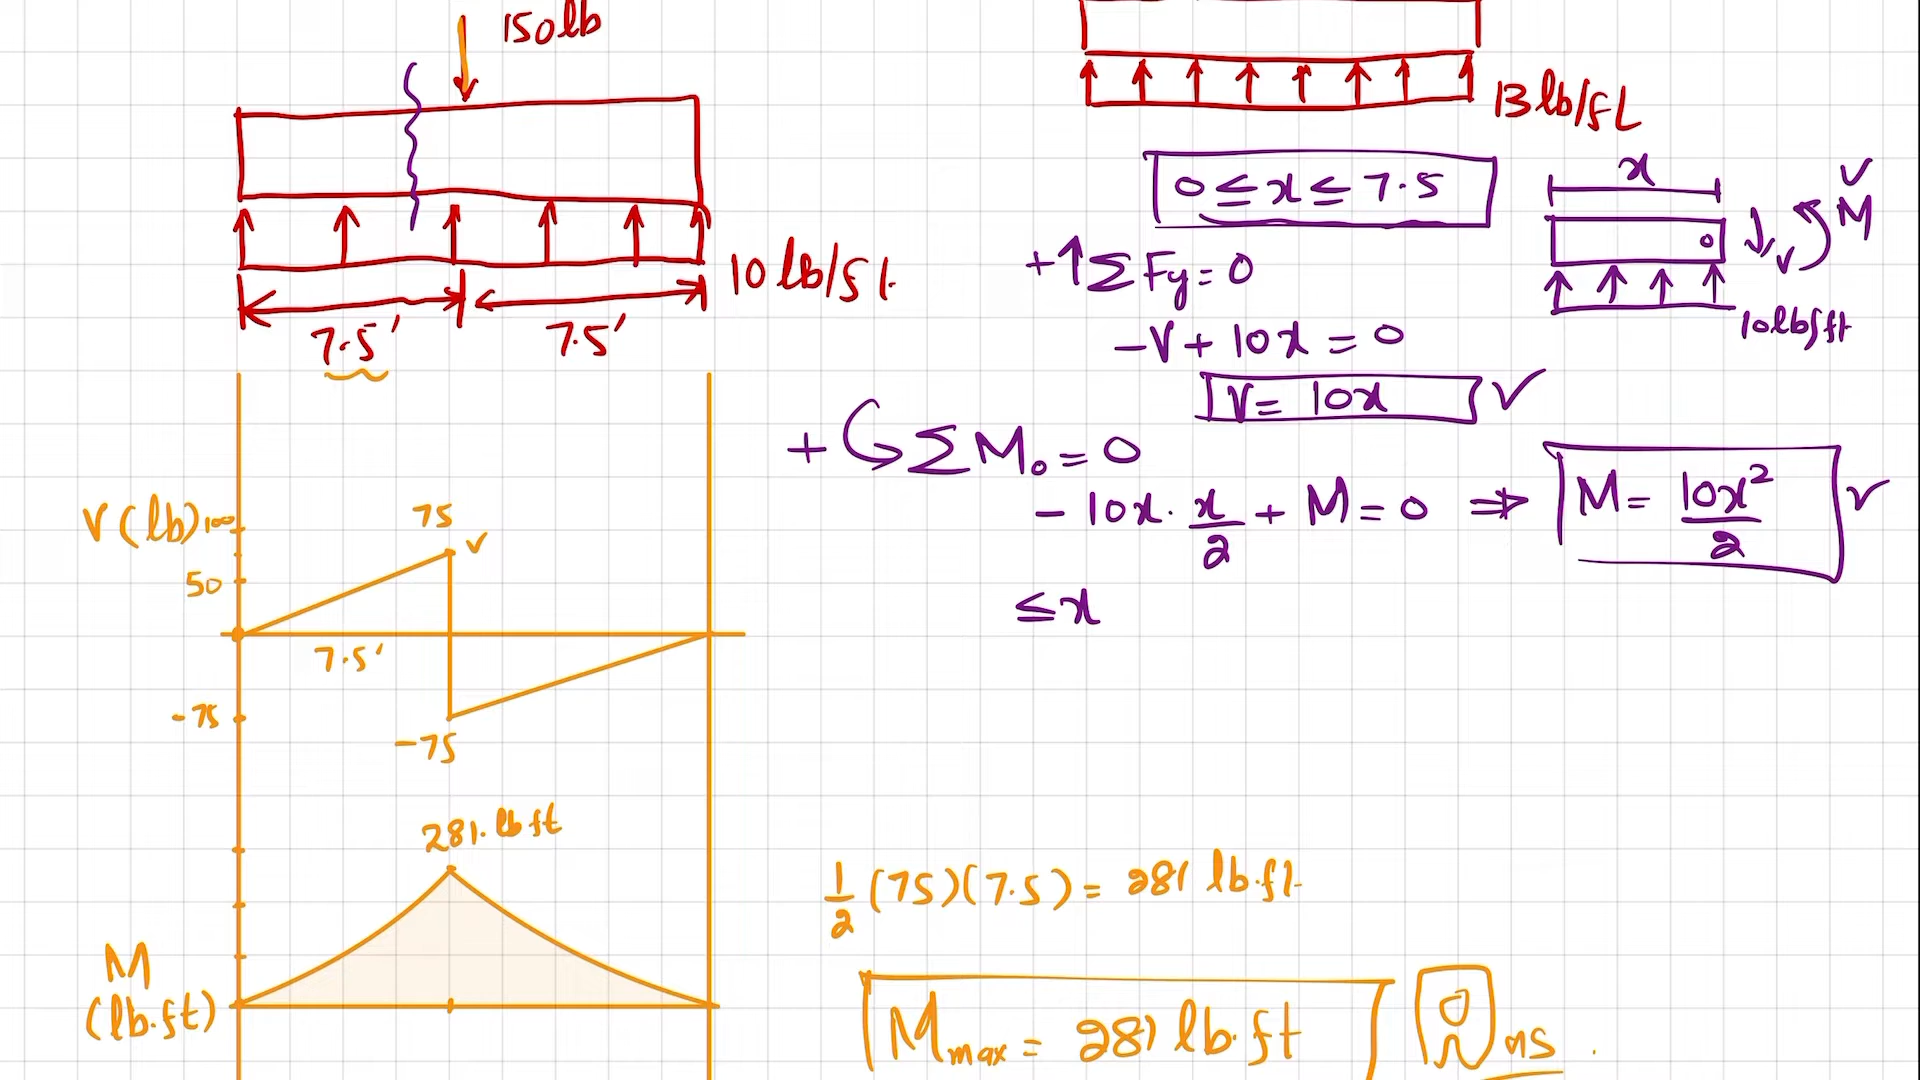 150lb
10 lb/ft.
7.5'
7.5'
13 lb/ft
0 ≤ x ≤ 7.5
x
V
M
o
V
10lb/ft
+↑ΣFy = 0
-V + 10x = 0
V = 10x ✓
+ ΣMo = 0
- 10x · x/2 + M = 0 ⇒ M = 10x²/2 ✓
≤ x
V (lb)
100
50
-75
75
✓
7.5'
-75
281. lb ft
M
(lb.ft)
1/2 (75)(7.5) = 281 lb.ft.
Mmax = 281 lb.ft
ns.